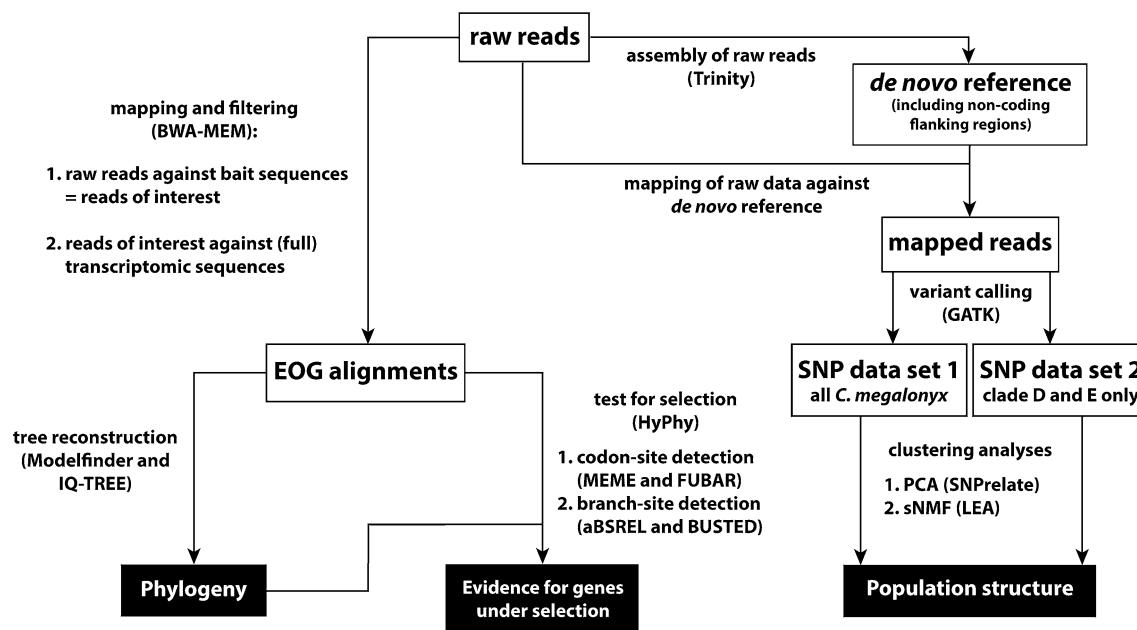 raw reads
assembly of raw reads
(Trinity)
de novo reference
(including non-coding
flanking regions)
mapping and filtering
(BWA-MEM):
1. raw reads against bait sequences
= reads of interest
2. reads of interest against (full)
transcriptomic sequences
mapping of raw data against
de novo reference
mapped reads
variant calling
(GATK)
EOG alignments
SNP data set 1
all C. megalonyx
SNP data set 2
clade D and E only
tree reconstruction
(Modelfinder and
IQ-TREE)
test for selection
(HyPhy)
1. codon-site detection
(MEME and FUBAR)
2. branch-site detection
(aBSREL and BUSTED)
clustering analyses
1. PCA (SNPrelate)
2. sNMF (LEA)
Phylogeny
Evidence for genes
under selection
Population structure